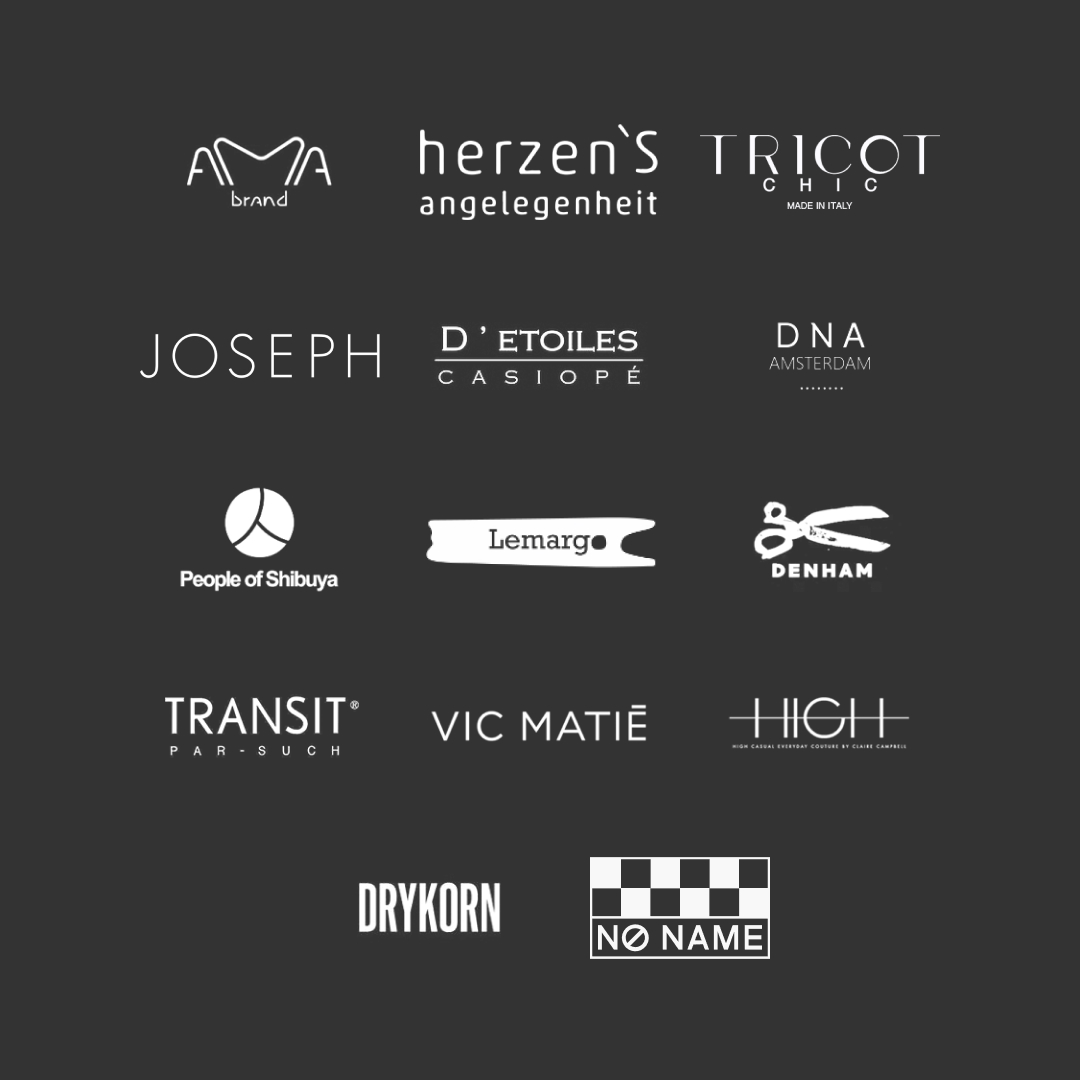 AMA
brand
herzen`S
angelegenheit
TRICOT
CHIC
MADE IN ITALY
JOSEPH
D'ETOILES
CASIOPÉ
DNA
AMSTERDAM
People of Shibuya
Lemargo
DENHAM
TRANSIT®
PAR-SUCH
VIC MATIĒ
HIGH
HIGH CASUAL EVERYDAY COUTURE BY CLAIRE CAMPBELL
DRYKORN
NO NAME